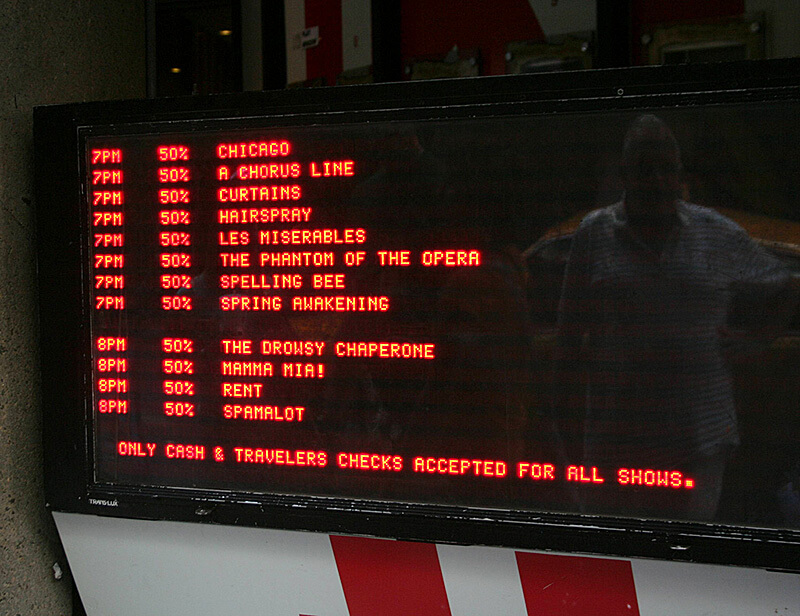 7PM 50% CHICAGO
7PM 50% A CHORUS LINE
7PM 50% CURTAINS
7PM 50% HAIRSPRAY
7PM 50% LES MISERABLES
7PM 50% THE PHANTOM OF THE OPERA
7PM 50% SPELLING BEE
7PM 50% SPRING AWAKENING
8PM 50% THE DROWSY CHAPERONE
8PM 50% MAMMA MIA!
8PM 50% RENT
8PM 50% SPAMALOT
ONLY CASH & TRAVELERS CHECKS ACCEPTED FOR ALL SHOWS.
TRANS-LUX